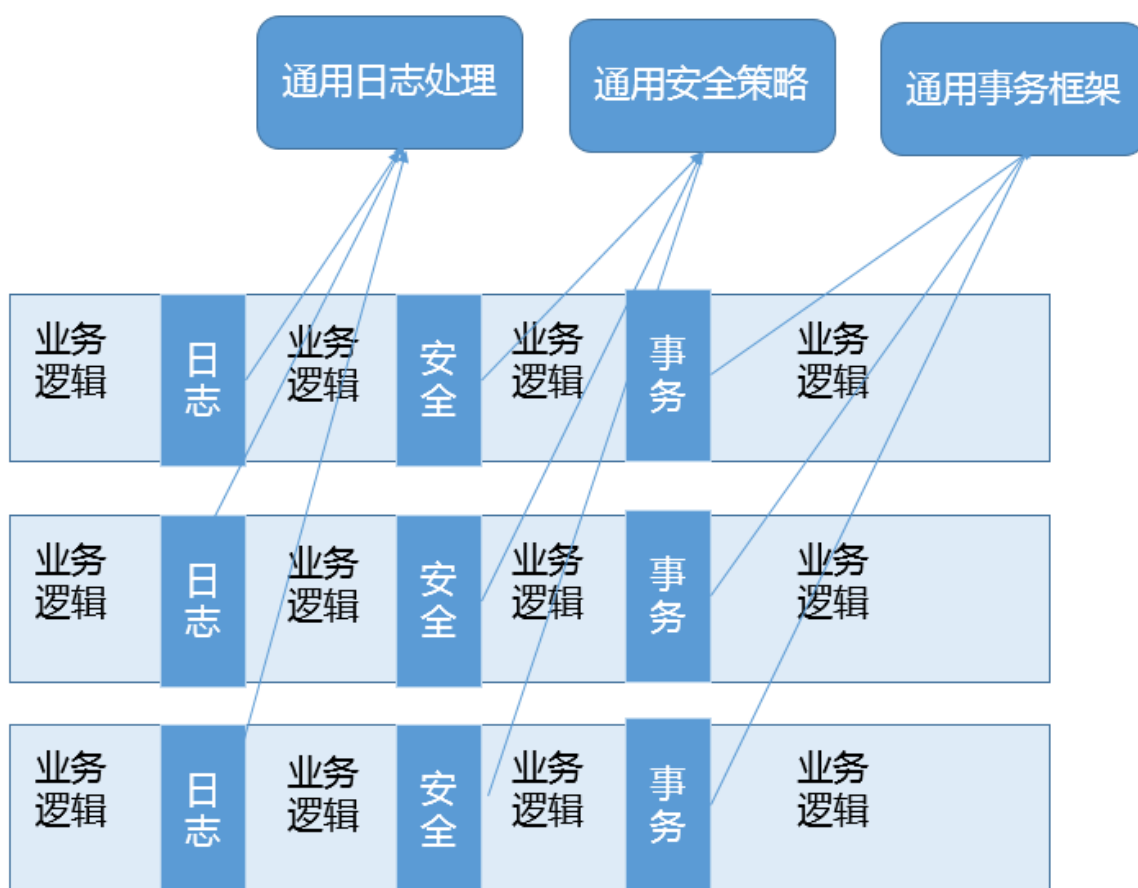 通用日志处理
通用安全策略
通用事务框架
业务
逻辑
日
志
业务
逻辑
安
全
业务
逻辑
事
务
业务
逻辑
业务
逻辑
日
志
业务
逻辑
安
全
业务
逻辑
事
务
业务
逻辑
业务
逻辑
日
志
业务
逻辑
安
全
业务
逻辑
事
务
业务
逻辑